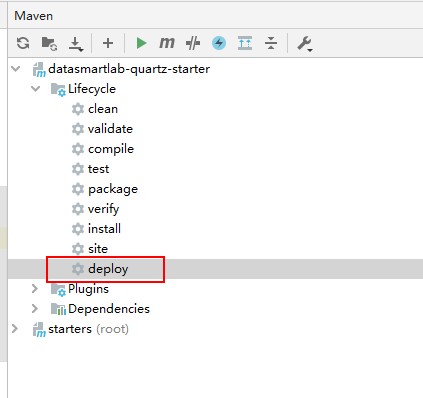 Maven
m
datasmartlab-quartz-starter
Lifecycle
clean
validate
compile
test
package
verify
install
site
deploy
Plugins
Dependencies
starters (root)